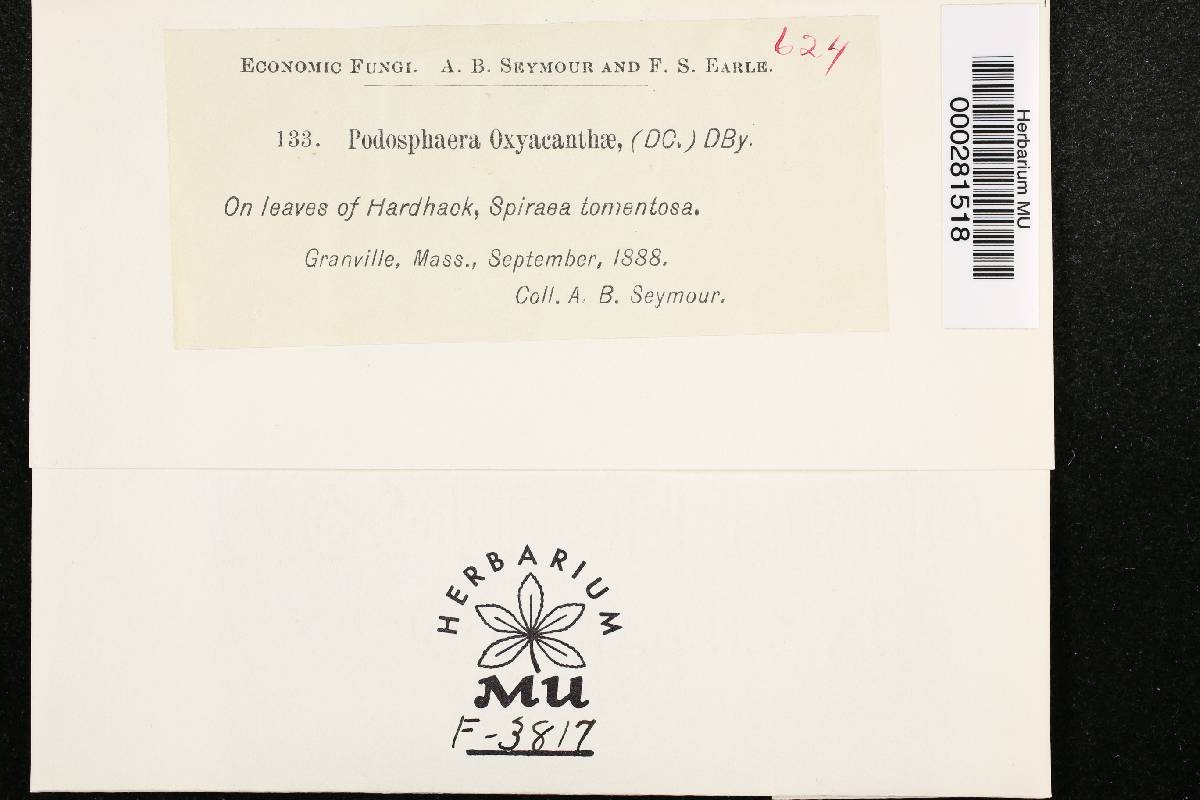 624
ECONOMIC FUNGI. A. B. SEYMOUR AND F. S. EARLE.
133. Podosphaera Oxyacanthæ, (DC.) DBy.
On leaves of Hardhack, Spiraea tomentosa.
Granville, Mass., September, 1888.
Coll. A. B. Seymour.
Herbarium MU
000281518
HERBARIUM
MU
F-3817